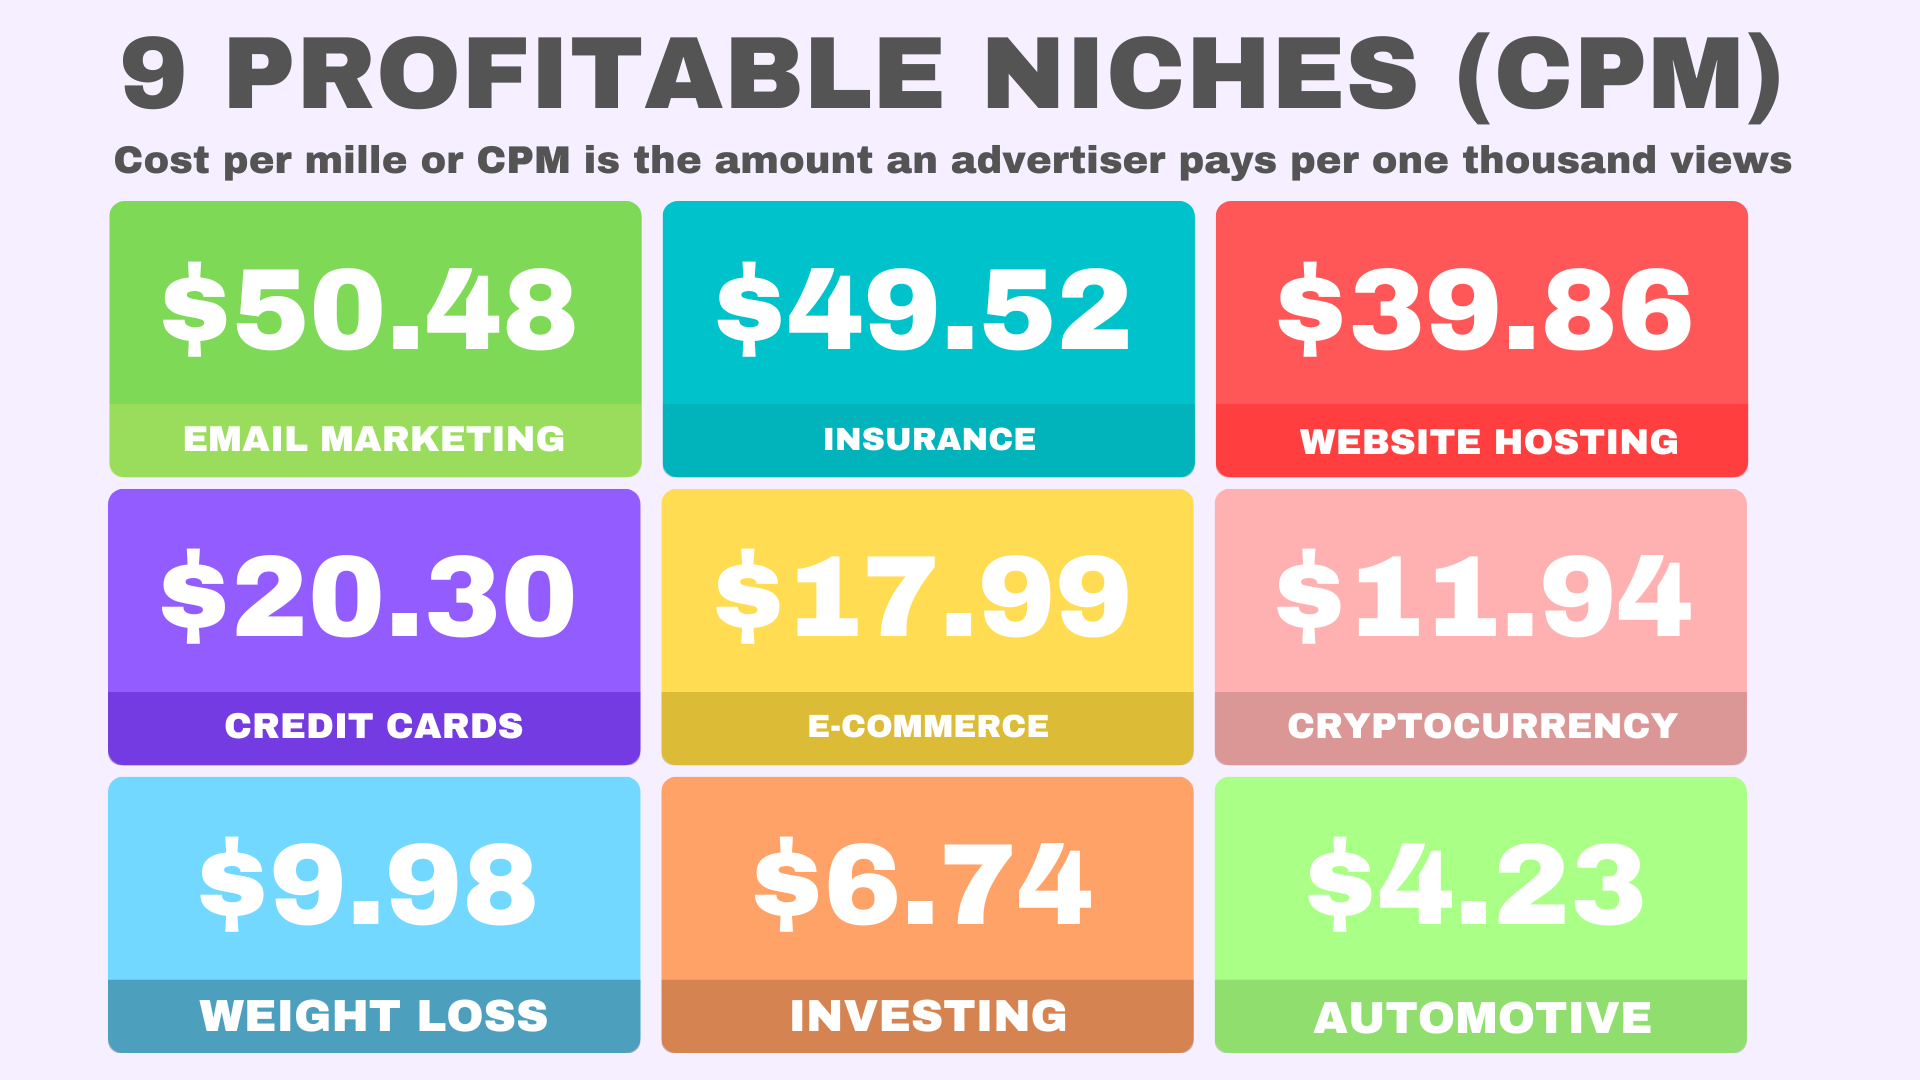 9 PROFITABLE NICHES (CPM)
Cost per mille or CPM is the amount an advertiser pays per one thousand views
$50.48
EMAIL MARKETING
$49.52
INSURANCE
$39.86
WEBSITE HOSTING
$20.30
CREDIT CARDS
$17.99
E-COMMERCE
$11.94
CRYPTOCURRENCY
$9.98
WEIGHT LOSS
$6.74
INVESTING
$4.23
AUTOMOTIVE